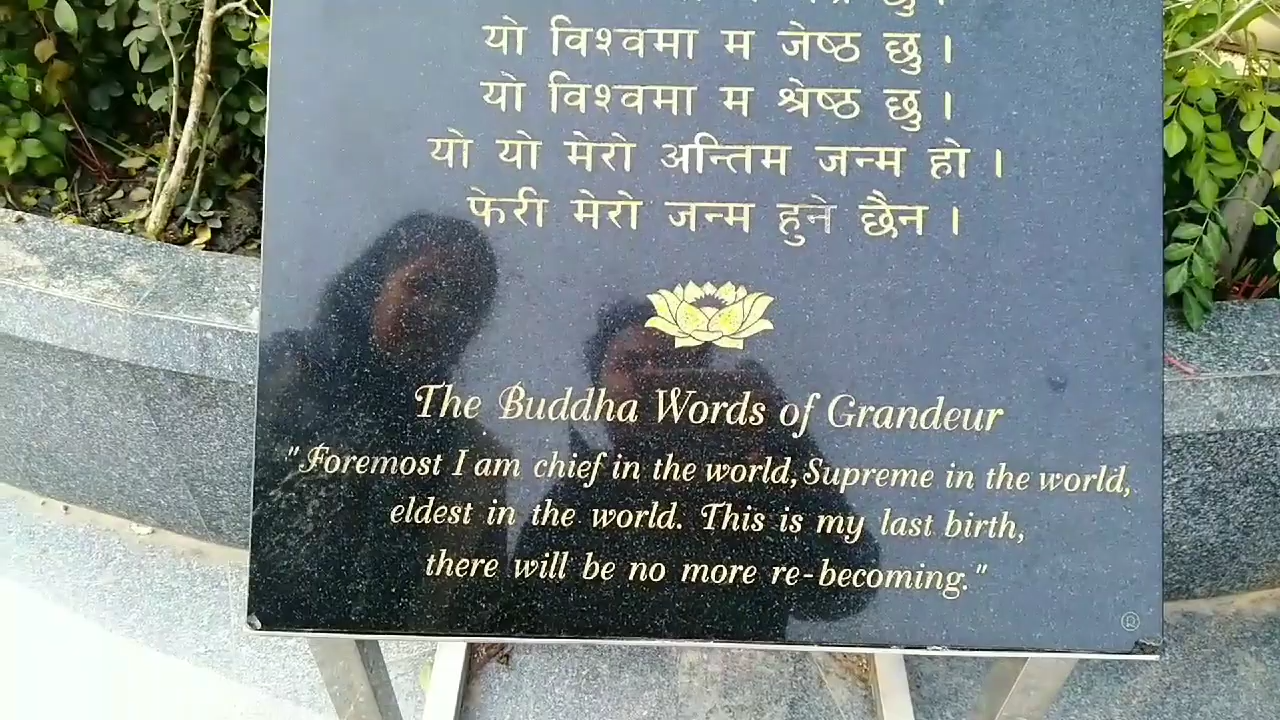 यो विश्वमा म जेष्ठ छु ।
यो विश्वमा म श्रेष्ठ छु ।
यो यो मेरो अन्तिम जन्म हो ।
फेरी मेरो जन्म हुने छैन ।
The Buddha Words of Grandeur
"Foremost I am chief in the world, Supreme in the world,
eldest in the world. This is my last birth,
there will be no more re-becoming."
®